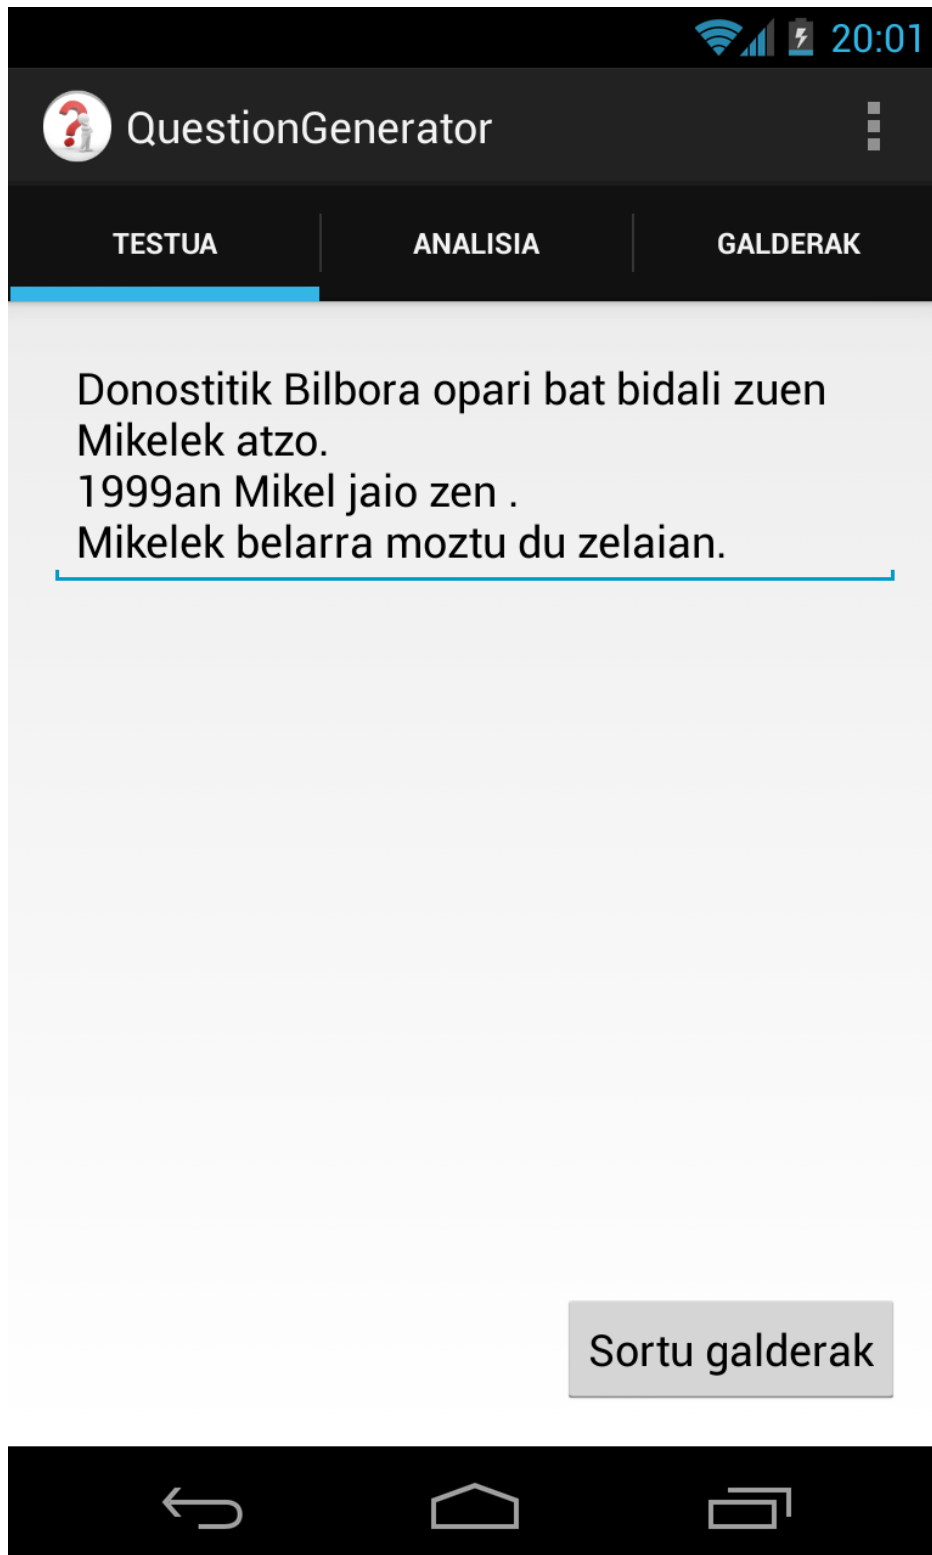 20:01
QuestionGenerator
TESTUA ANALISIA GALDERAK
Donostitik Bilbora opari bat bidali zuen
Mikelek atzo.
1999an Mikel jaio zen .
Mikelek belarra moztu du zelaian.
Sortu galderak